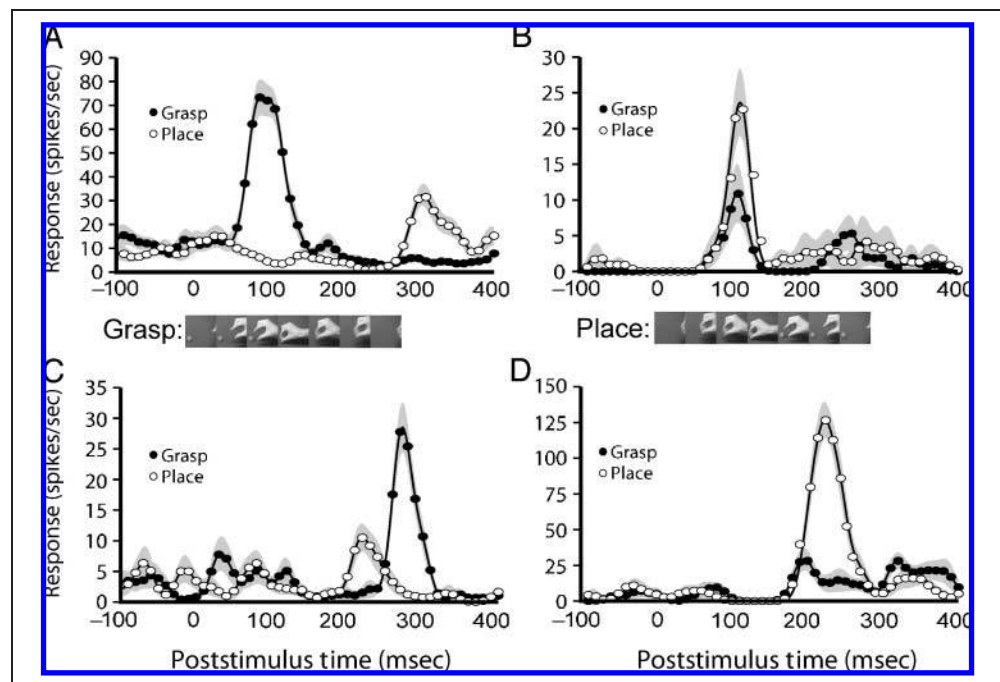 A
Response (spikes/sec)
90
80
70
60
50
40
30
20
10
0
Grasp
Place
–100 0 100 200 300 400
B
30
25
20
15
10
5
0
Grasp
Place
–100 0 100 200 300 400
Grasp:
Place:
C
Response (spikes/sec)
35
30
25
20
15
10
5
0
Grasp
Place
–100 0 100 200 300 400
Poststimulus time (msec)
D
150
125
100
75
50
25
0
Grasp
Place
–100 0 100 200 300 400
Poststimulus time (msec)